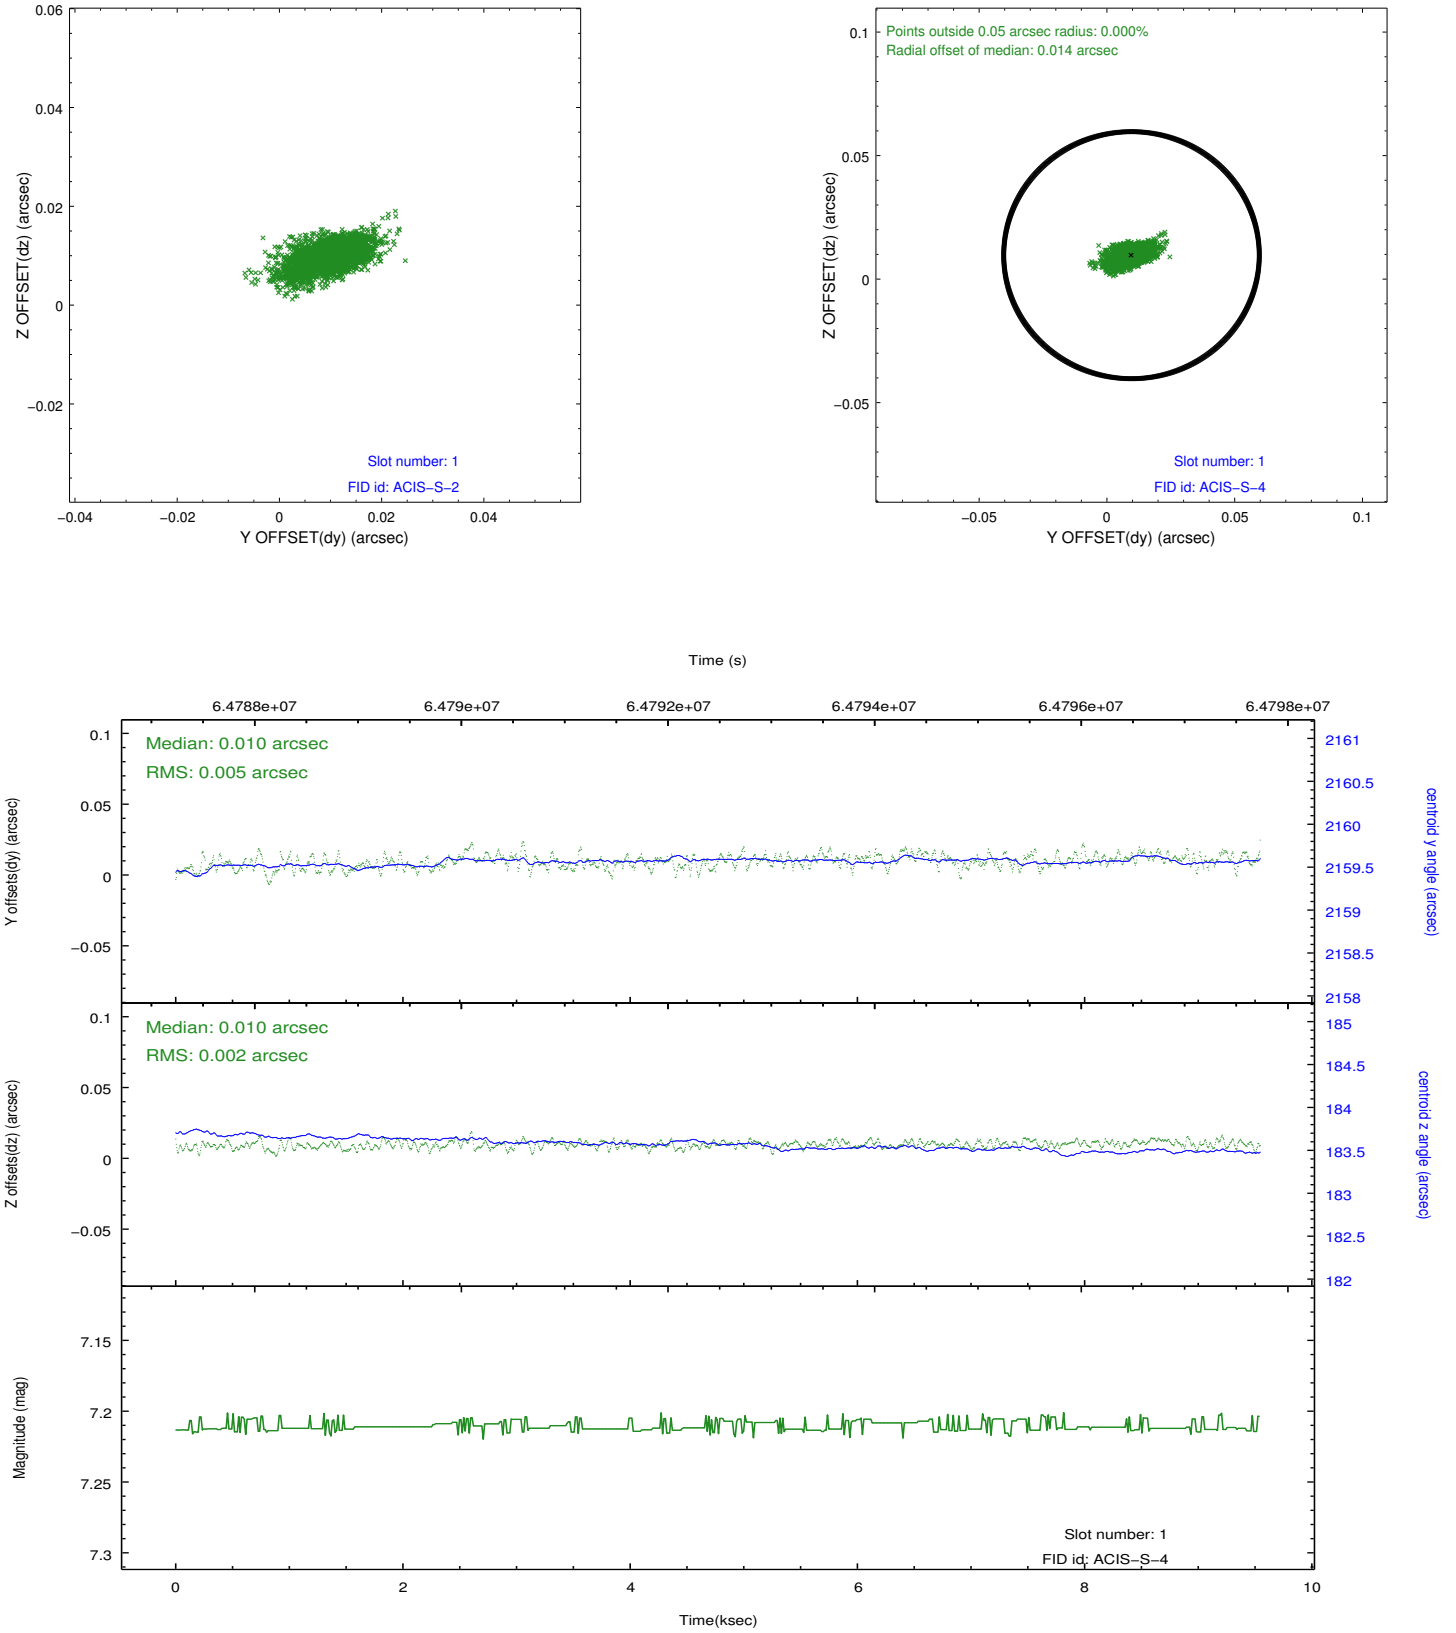 0.06
0.04
0.02
0
−0.02
−0.04
−0.02
0
0.02
0.04
Z OFFSET(dz) (arcsec)
Y OFFSET(dy) (arcsec)
Slot number: 1
FID id: ACIS−S−2
Points outside 0.05 arcsec radius: 0.000%
Radial offset of median: 0.014 arcsec
0.1
0.05
0
−0.05
−0.05
0
0.05
0.1
Z OFFSET(dz) (arcsec)
Y OFFSET(dy) (arcsec)
Slot number: 1
FID id: ACIS−S−4
Time (s)
6.4788e+07
6.479e+07
6.4792e+07
6.4794e+07
6.4796e+07
6.4798e+07
Median: 0.010 arcsec
RMS: 0.005 arcsec
0.1
0.05
0
−0.05
Y offsets(dy) (arcsec)
2161
2160.5
2160
2159.5
2159
2158.5
2158
centroid y angle (arcsec)
Median: 0.010 arcsec
RMS: 0.002 arcsec
0.1
0.05
0
−0.05
Z offsets(dz) (arcsec)
185
184.5
184
183.5
183
182.5
182
centroid z angle (arcsec)
7.15
7.2
7.25
7.3
Magnitude (mag)
Slot number: 1
FID id: ACIS−S−4
0
2
4
6
8
10
Time(ksec)